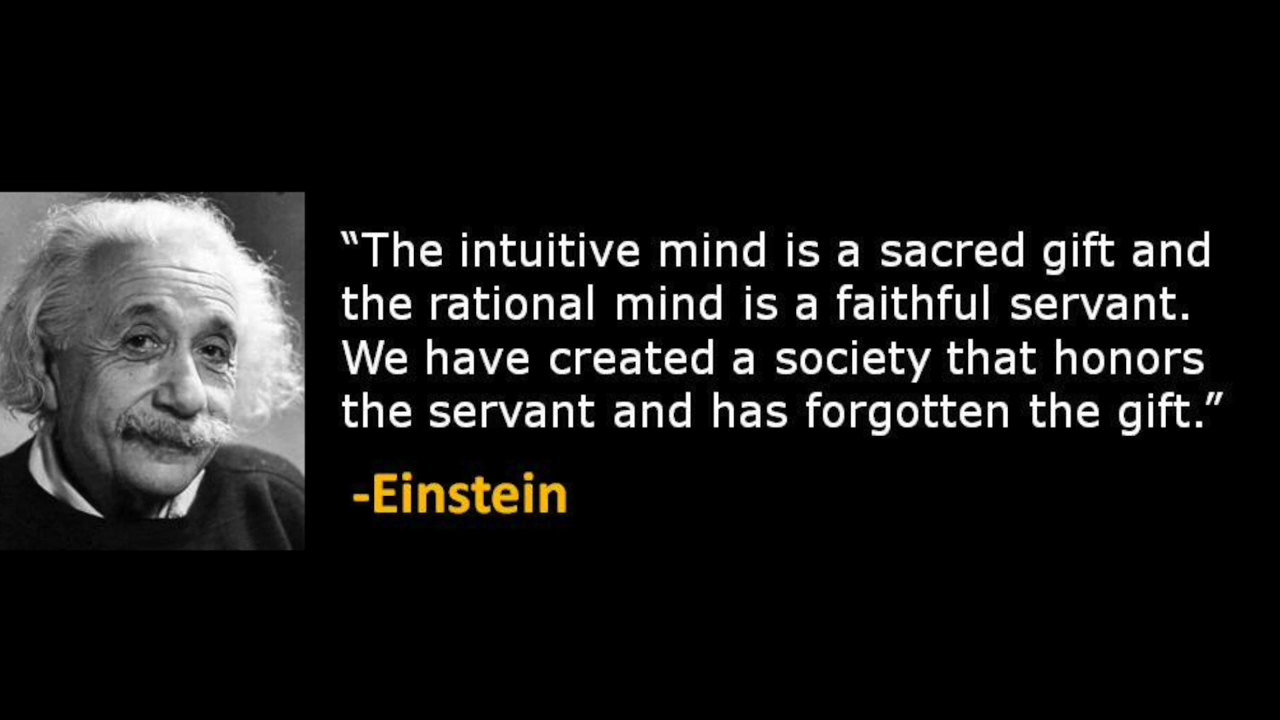 “The intuitive mind is a sacred gift and
the rational mind is a faithful servant.
We have created a society that honors
the servant and has forgotten the gift.”
-Einstein